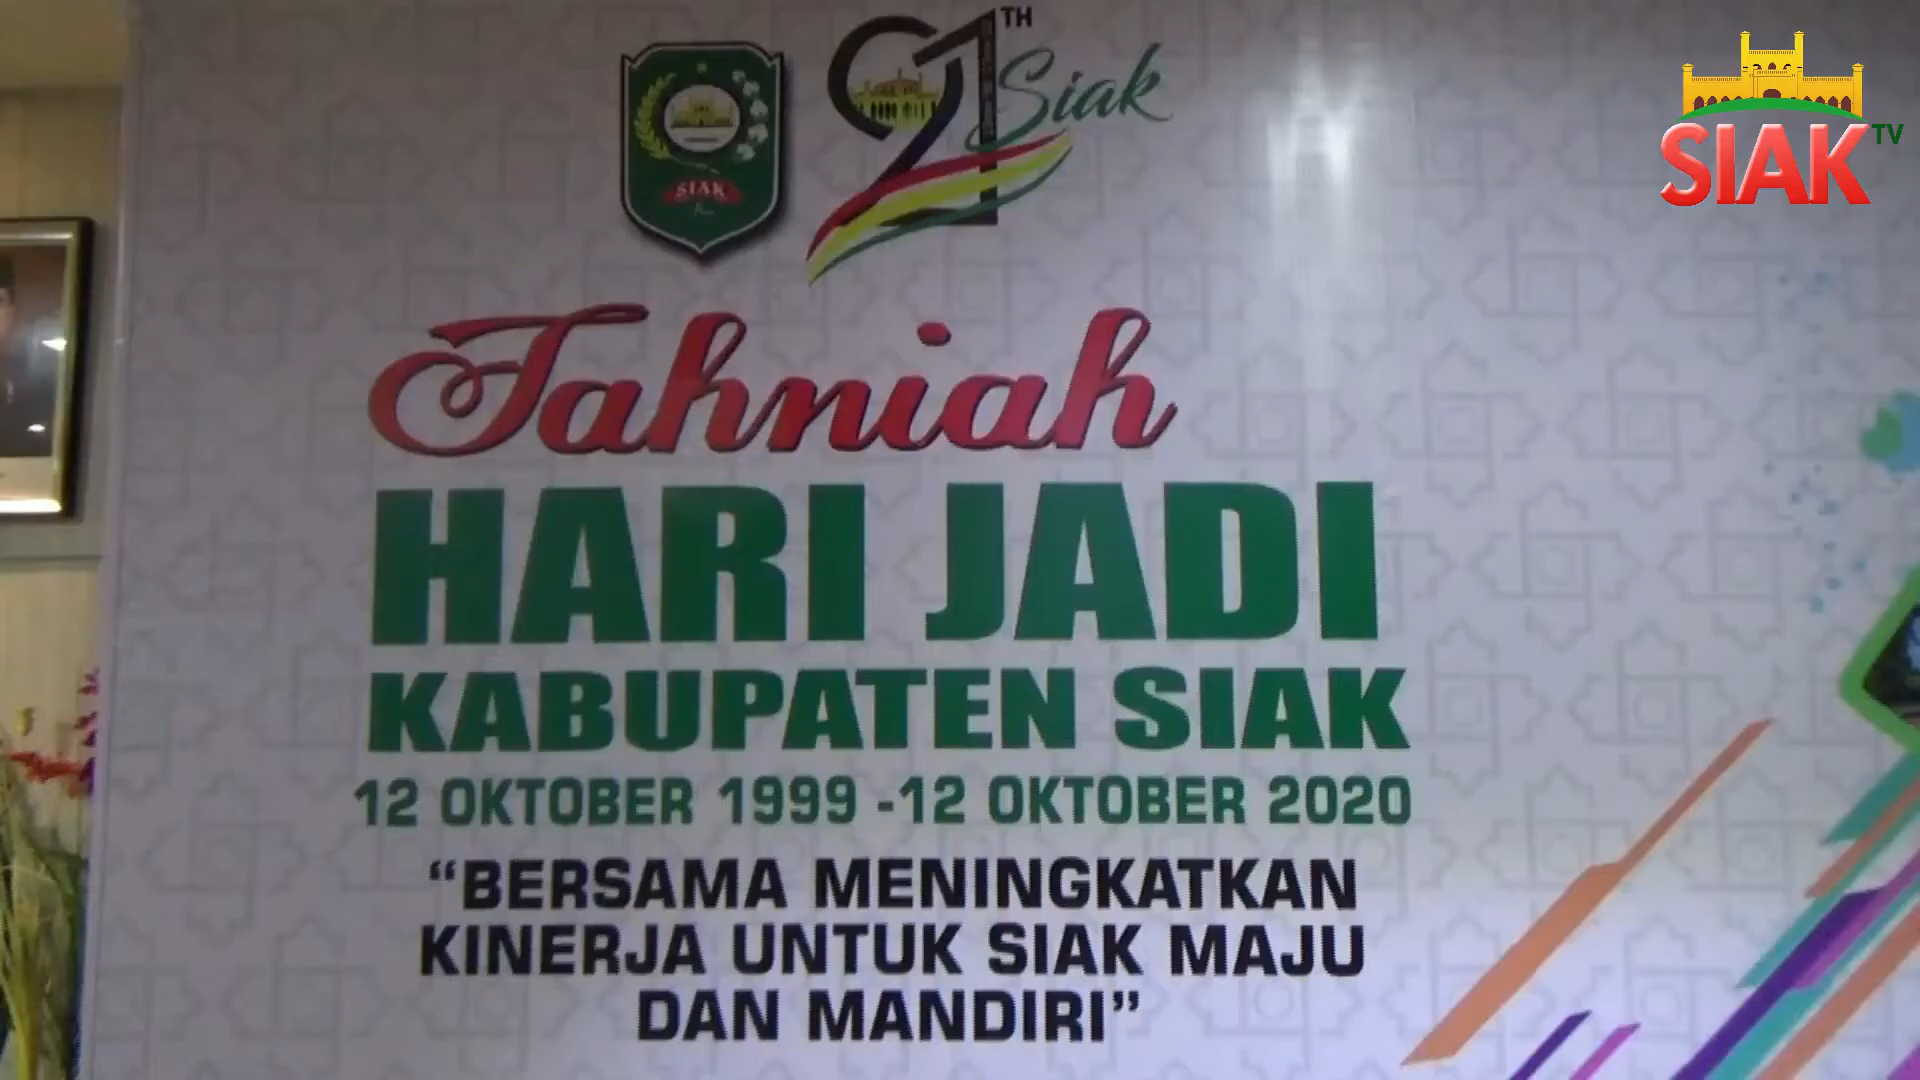 21TH Siak
SIAK
SIAK TV
Tahniah
HARI JADI
KABUPATEN SIAK
12 OKTOBER 1999 -12 OKTOBER 2020
“BERSAMA MENINGKATKAN
KINERJA UNTUK SIAK MAJU
DAN MANDIRI”